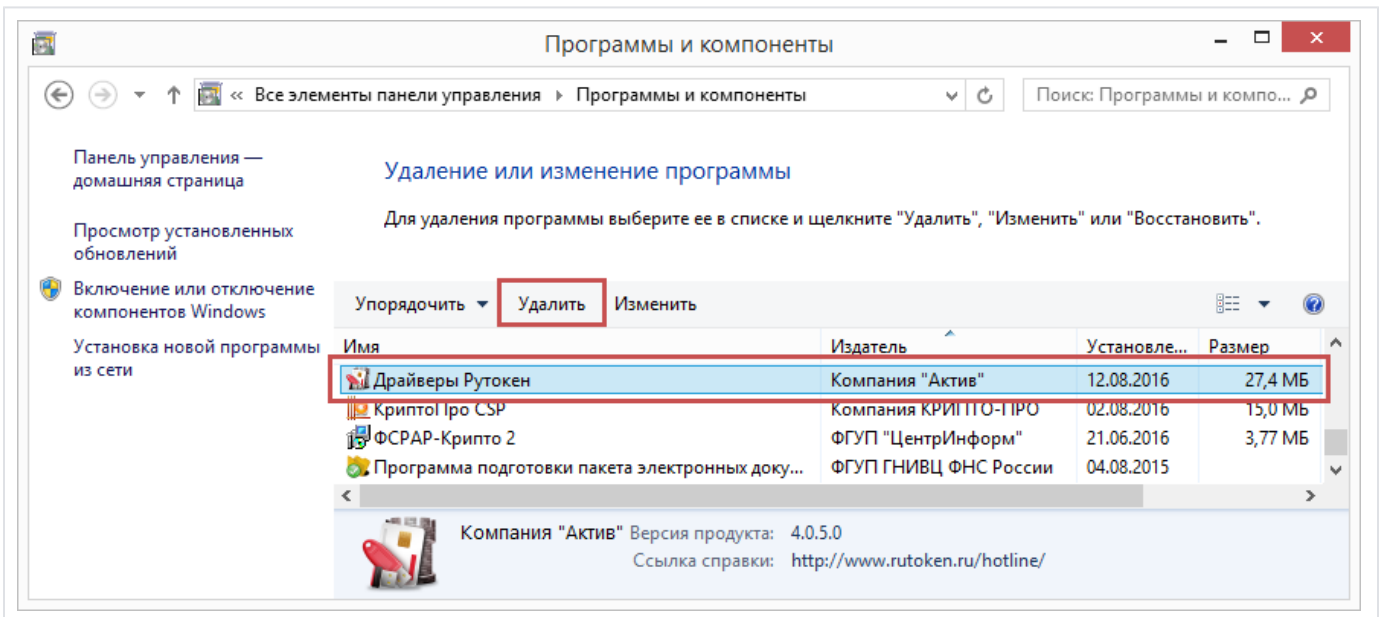 Программы и компоненты
« Все элементы панели управления Программы и компоненты
Поиск: Программы и компо...
Панель управления —
домашняя страница
Просмотр установленных
обновлений
Включение или отключение
компонентов Windows
Установка новой программы
из сети
Удаление или изменение программы
Для удаления программы выберите ее в списке и щелкните "Удалить", "Изменить" или "Восстановить".
Упорядочить Удалить Изменить
Имя Издатель Установле... Размер
Драйверы Рутокен Компания "Актив" 12.08.2016 27,4 МБ
КриптоПро CSP Компания КРИПТО-ПРО 02.08.2016 15,0 МБ
ФСРАР-Крипто 2 ФГУП "ЦентрИнформ" 21.06.2016 3,77 МБ
Программа подготовки пакета электронных доку... ФГУП ГНИВЦ ФНС России 04.08.2015
Компания "Актив" Версия продукта: 4.0.5.0
Ссылка справки: http://www.rutoken.ru/hotline/